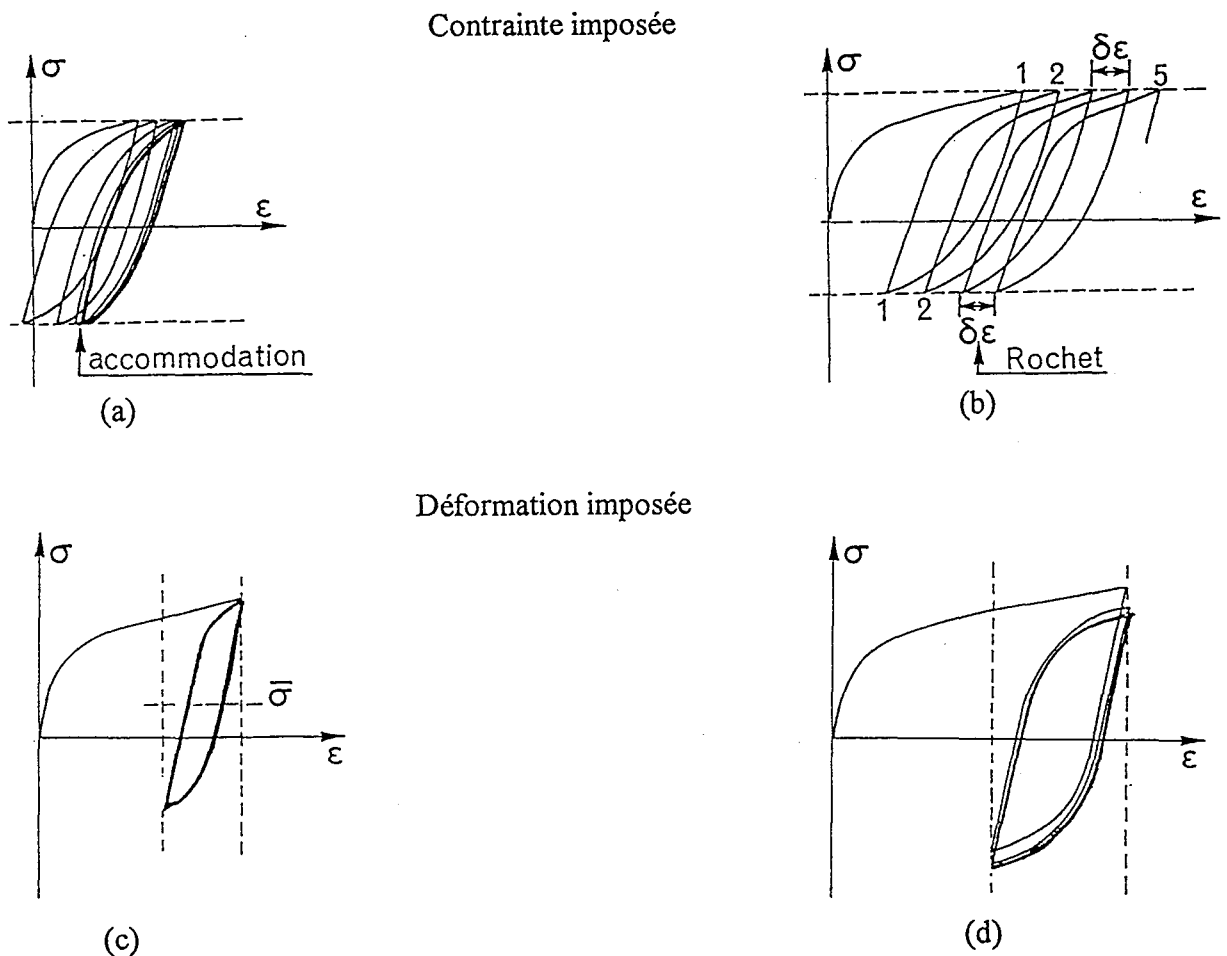 Contrainte imposée
σ
ε
accommodation
(a)
σ
1 2 δε 5
ε
1 2 δε
Rochet
(b)
Déformation imposée
σ
σ̅
ε
(c)
σ
ε
(d)